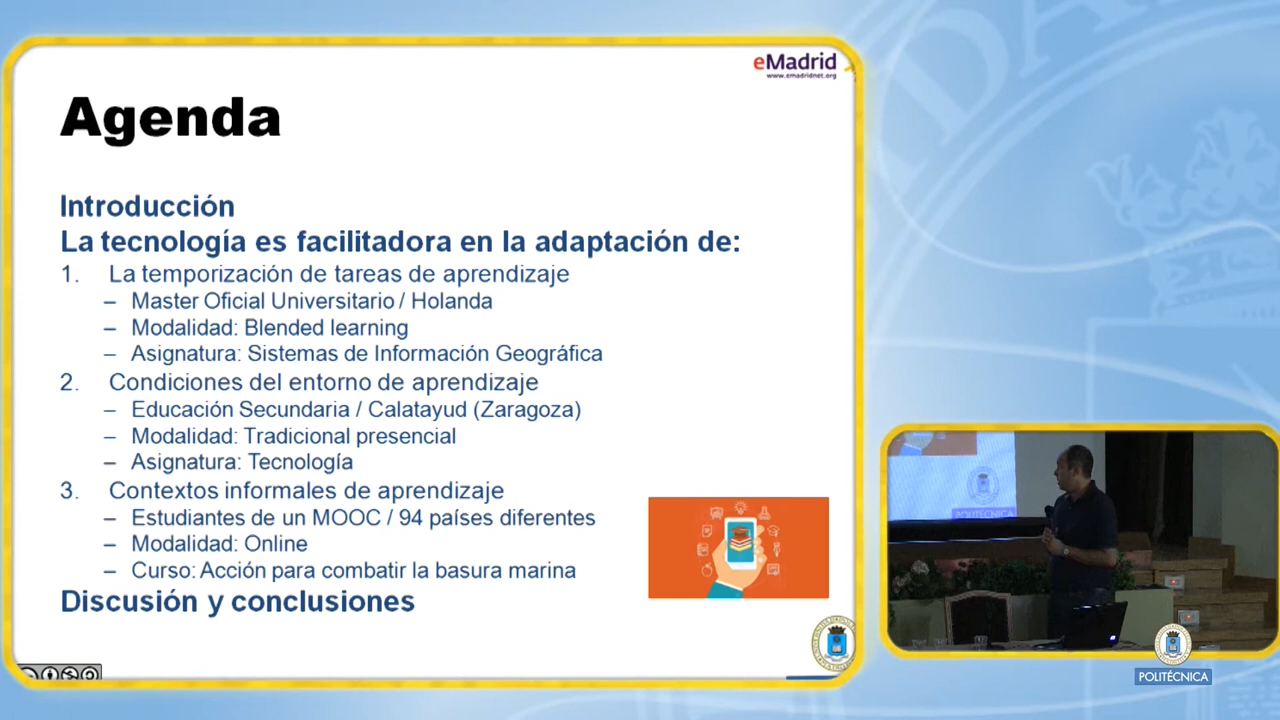 eMadrid
www.emadridnet.org
Agenda
Introducción
La tecnología es facilitadora en la adaptación de:
1. La temporización de tareas de aprendizaje
– Master Oficial Universitario / Holanda
– Modalidad: Blended learning
– Asignatura: Sistemas de Información Geográfica
2. Condiciones del entorno de aprendizaje
– Educación Secundaria / Calatayud (Zaragoza)
– Modalidad: Tradicional presencial
– Asignatura: Tecnología
3. Contextos informales de aprendizaje
– Estudiantes de un MOOC / 94 países diferentes
– Modalidad: Online
– Curso: Acción para combatir la basura marina
Discusión y conclusiones
POLITÉCNICA
POLITÉCNICA